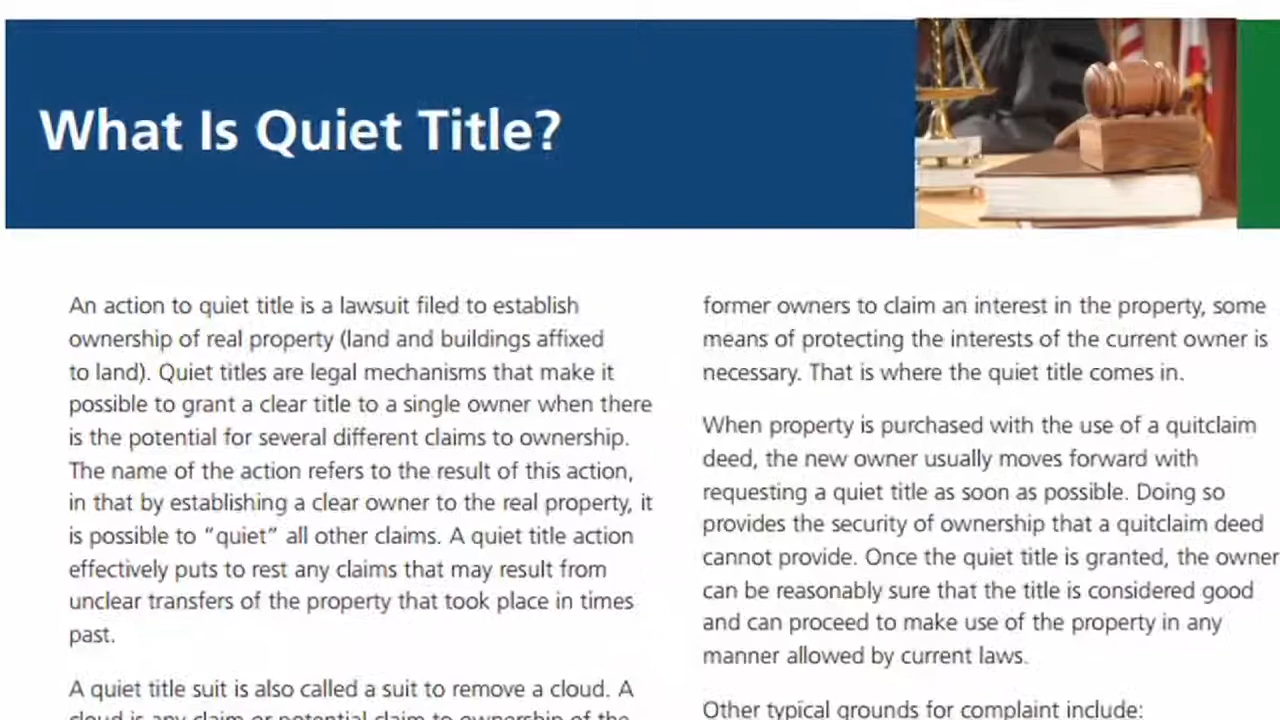 What Is Quiet Title?
An action to quiet title is a lawsuit filed to establish
ownership of real property (land and buildings affixed
to land). Quiet titles are legal mechanisms that make it
possible to grant a clear title to a single owner when there
is the potential for several different claims to ownership.
The name of the action refers to the result of this action,
in that by establishing a clear owner to the real property, it
is possible to “quiet” all other claims. A quiet title action
effectively puts to rest any claims that may result from
unclear transfers of the property that took place in times
past.
A quiet title suit is also called a suit to remove a cloud. A
cloud is any claim or potential claim to ownership of the
former owners to claim an interest in the property, some
means of protecting the interests of the current owner is
necessary. That is where the quiet title comes in.
When property is purchased with the use of a quitclaim
deed, the new owner usually moves forward with
requesting a quiet title as soon as possible. Doing so
provides the security of ownership that a quitclaim deed
cannot provide. Once the quiet title is granted, the owner
can be reasonably sure that the title is considered good
and can proceed to make use of the property in any
manner allowed by current laws.
Other typical grounds for complaint include: